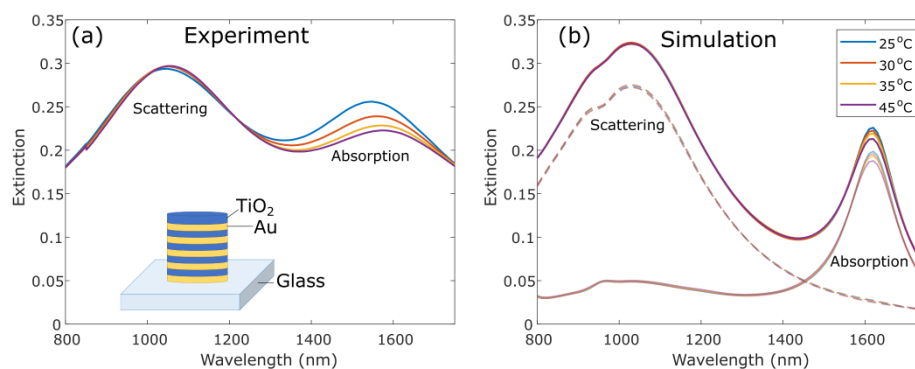 (a) Experiment
0.35
0.3
0.25
0.2
0.15
0.1
0.05
0
Extinction
Scattering
Absorption
TiO₂
Au
Glass
800 1000 1200 1400 1600
Wavelength (nm)
(b) Simulation
25°C
30°C
35°C
45°C
0.35
0.3
0.25
0.2
0.15
0.1
0.05
0
Extinction
Scattering
Absorption
800 1000 1200 1400 1600
Wavelength (nm)